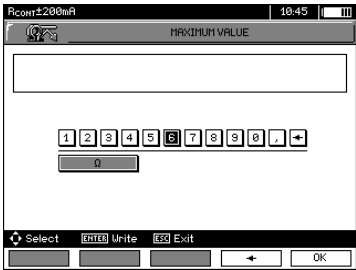 RCONT±200mA 10:45
MAXIMUM VALUE
1 2 3 4 5 6 7 8 9 0 , ←
Ω
Select ENTER Write ESC Exit
← OK